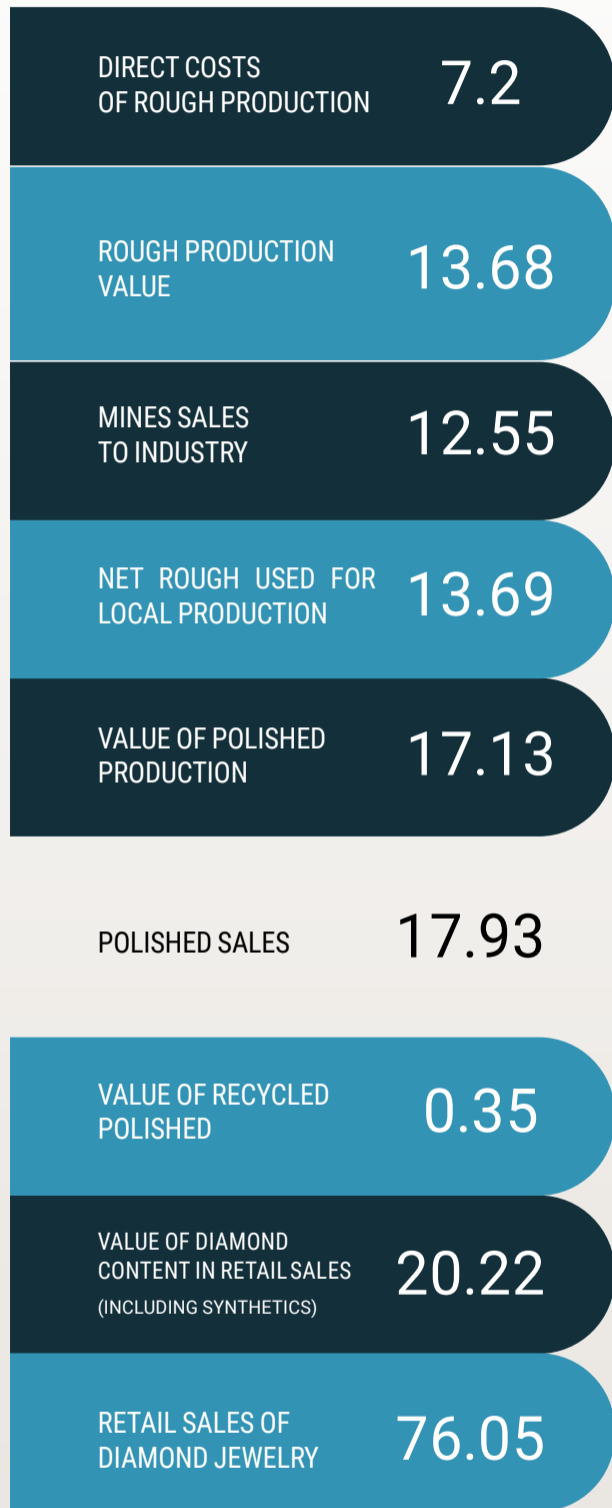 DIRECT COSTS
OF ROUGH PRODUCTION
7.2
ROUGH PRODUCTION
VALUE
13.68
MINES SALES
TO INDUSTRY
12.55
NET ROUGH USED FOR
LOCAL PRODUCTION
13.69
VALUE OF POLISHED
PRODUCTION
17.13
POLISHED SALES
17.93
VALUE OF RECYCLED
POLISHED
0.35
VALUE OF DIAMOND
CONTENT IN RETAIL SALES
(INCLUDING SYNTHETICS)
20.22
RETAIL SALES OF
DIAMOND JEWELRY
76.05